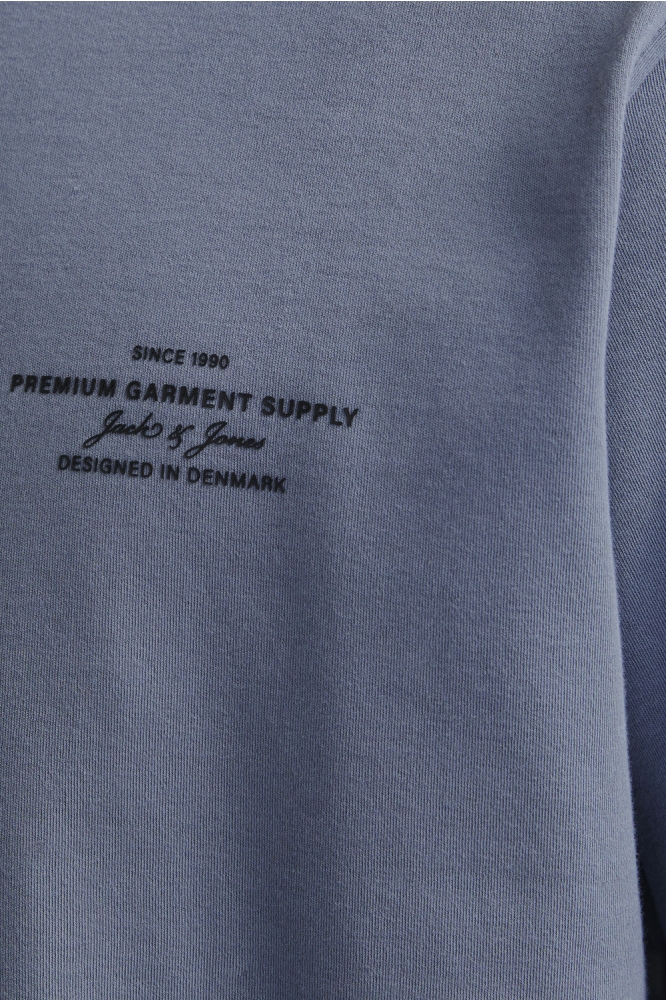 SINCE 1990
PREMIUM GARMENT SUPPLY
Jack & Jones
DESIGNED IN DENMARK